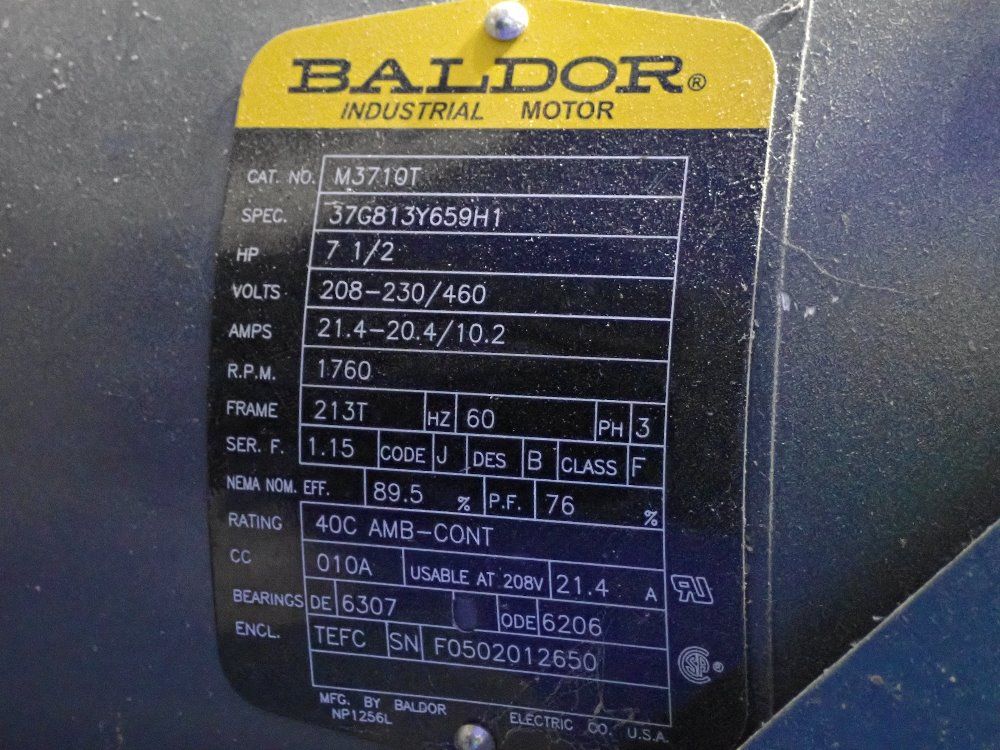 BALDOR®
INDUSTRIAL MOTOR
CAT. NO. M3710T
SPEC. 37G813Y659H1
HP 7 1/2
VOLTS 208-230/460
AMPS 21.4-20.4/10.2
R.P.M. 1760
FRAME 213T HZ 60 PH 3
SER. F. 1.15 CODE J DES B CLASS F
NEMA NOM. EFF. 89.5 % P.F. 76 %
RATING 40C AMB-CONT
CC 010A USABLE AT 208V 21.4 A
BEARINGS DE 6307 ODE 6206
ENCL. TEFC SN F0502012650
MFG. BY BALDOR ELECTRIC CO. U.S.A.
NP1256L